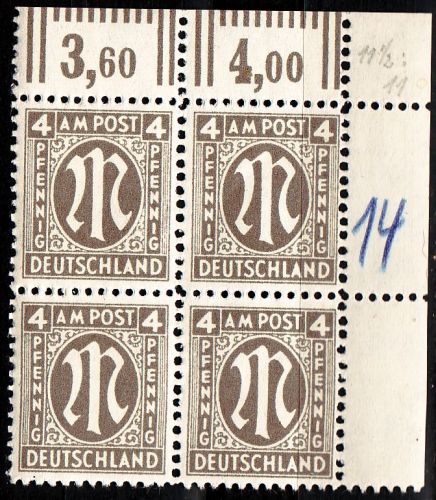 3,60 4,00 11½:
11
4 AM POST 4 4 AM POST 4
PFENNIG M PFENNIG PFENNIG M PFENNIG 14
DEUTSCHLAND DEUTSCHLAND
4 AM POST 4 4 AM POST 4
PFENNIG M PFENNIG PFENNIG M PFENNIG
DEUTSCHLAND DEUTSCHLAND